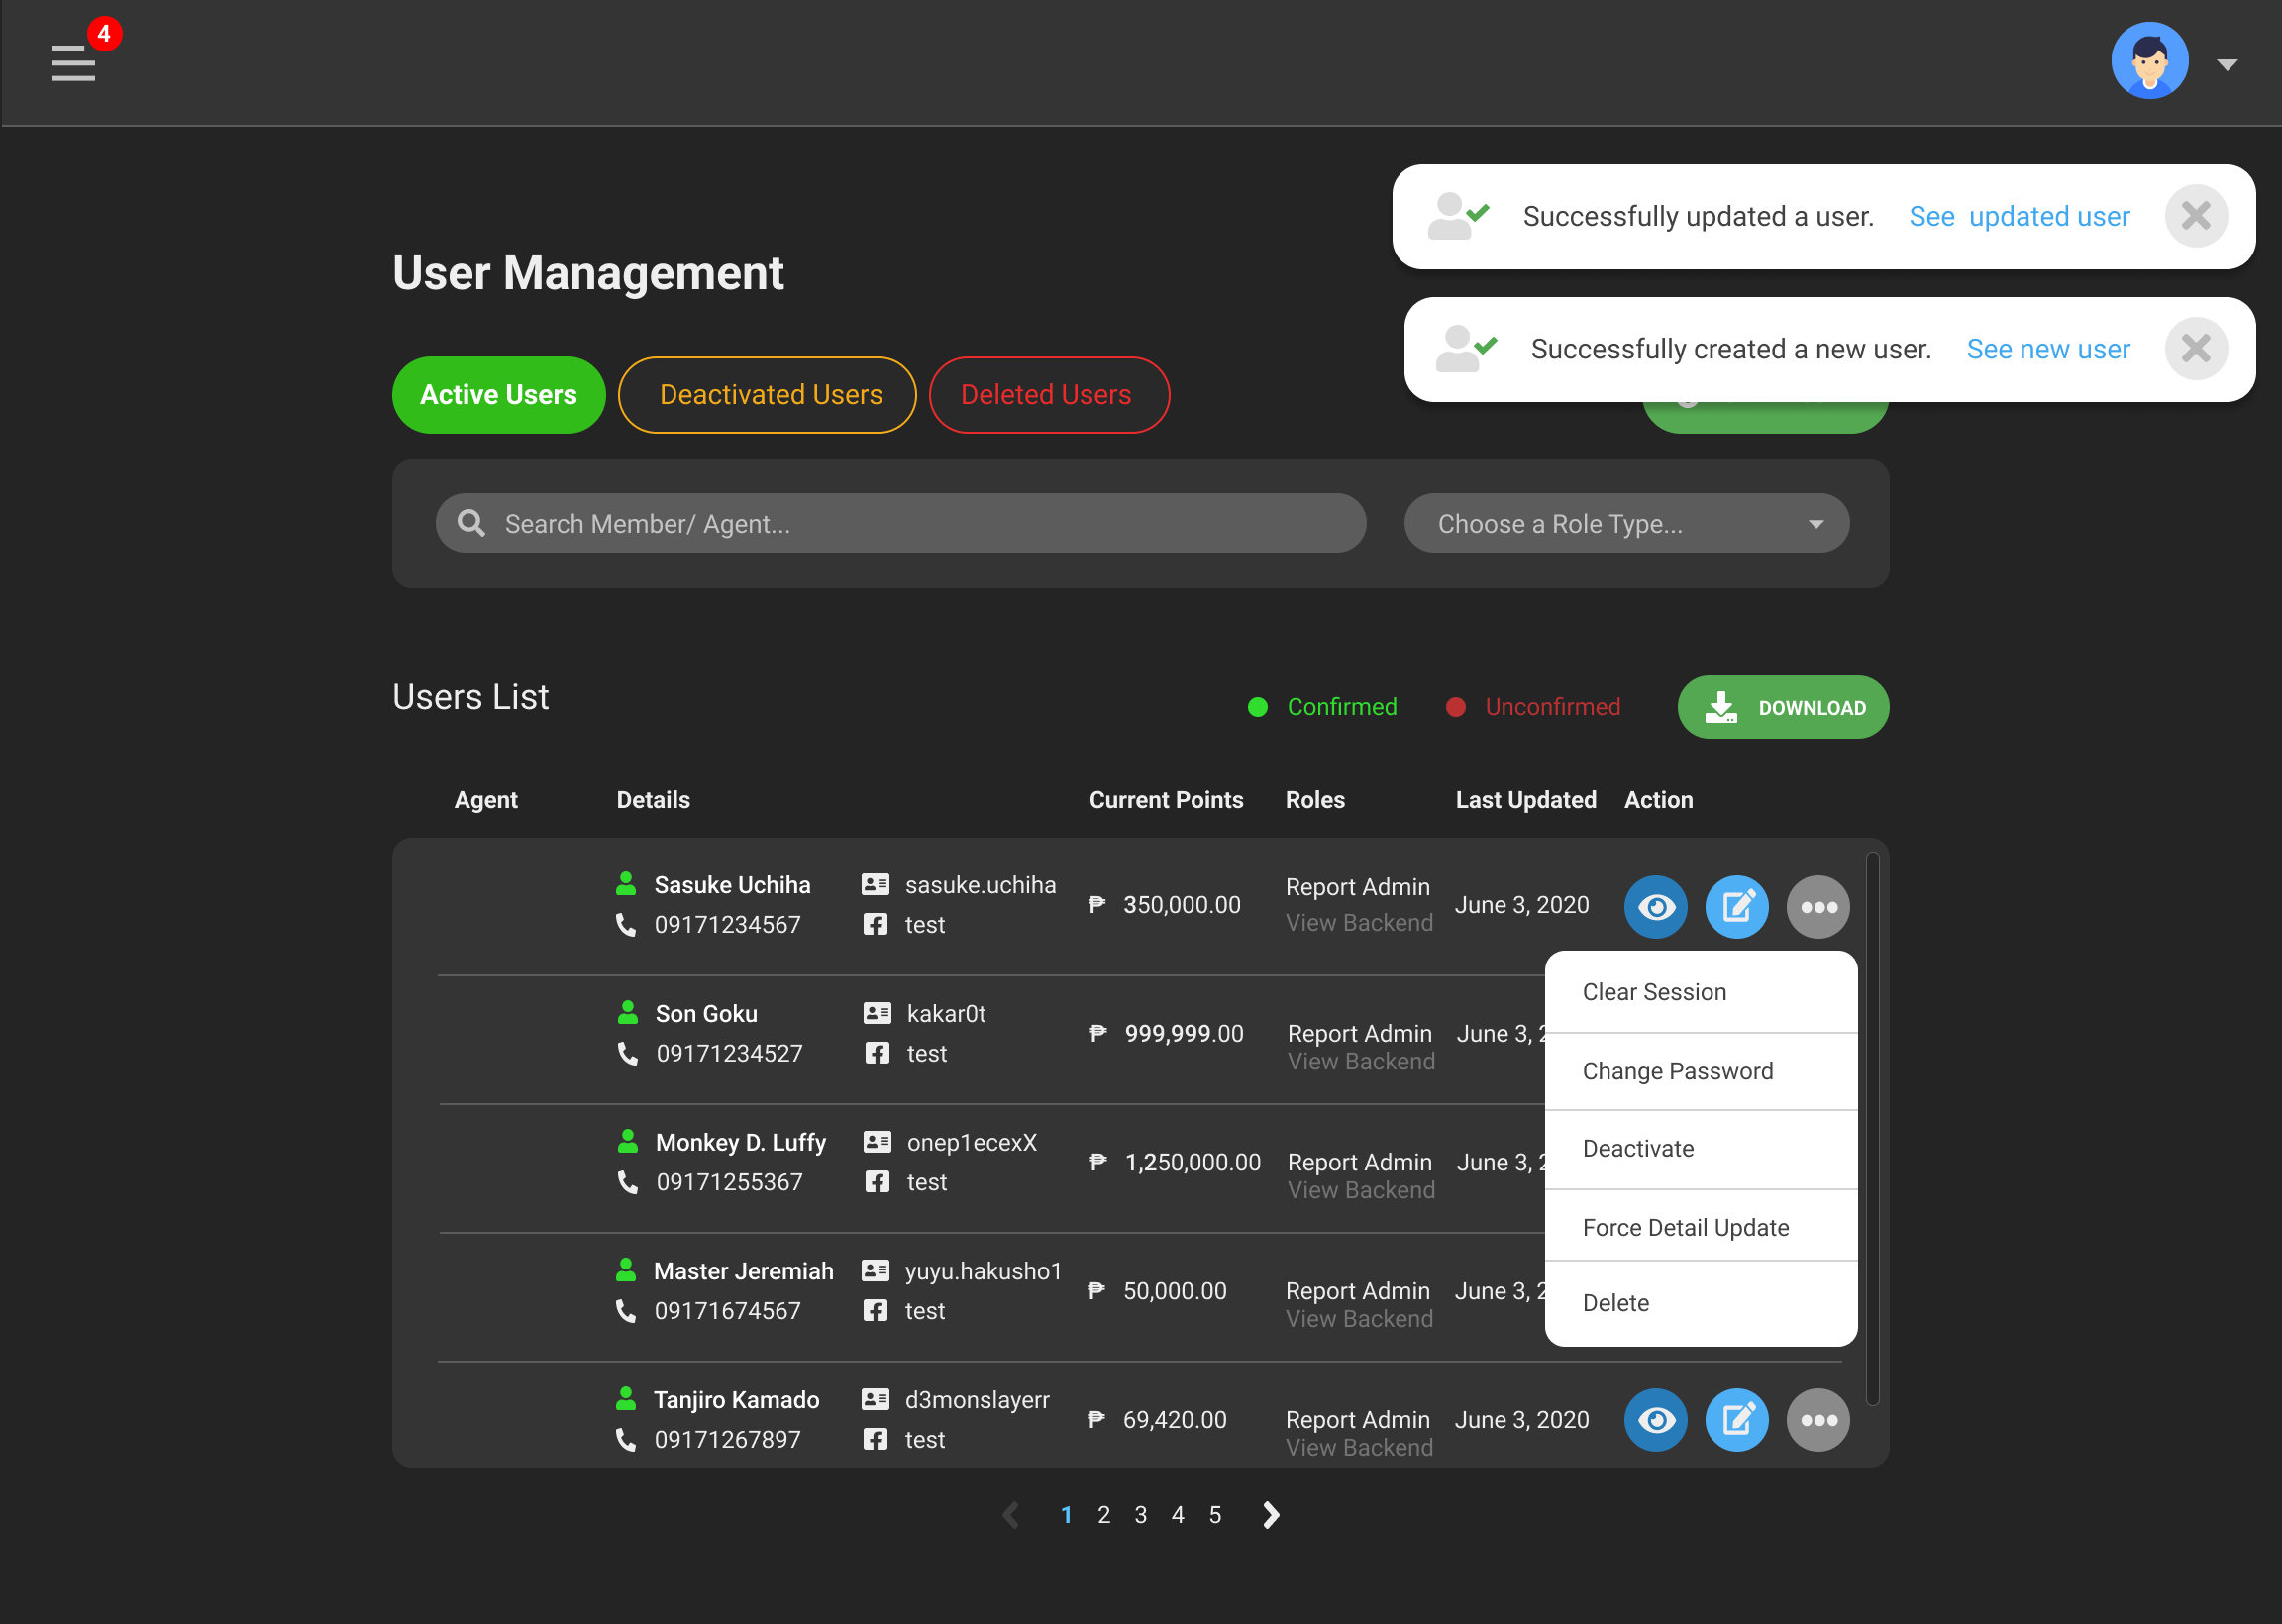 4
Successfully updated a user. See updated user
User Management
Successfully created a new user. See new user
Active Users Deactivated Users Deleted Users
Search Member/ Agent... Choose a Role Type...
Users List Confirmed Unconfirmed DOWNLOAD
Agent Details Current Points Roles Last Updated Action
Sasuke Uchiha sasuke.uchiha ₱ 350,000.00 Report Admin June 3, 2020
09171234567 test View Backend
Clear Session
Son Goku kakar0t ₱ 999,999.00 Report Admin June 3,
09171234527 test View Backend
Change Password
Monkey D. Luffy onep1ecexX ₱ 1,250,000.00 Report Admin June 3,
Deactivate
09171255367 test View Backend
Force Detail Update
Master Jeremiah yuyu.hakusho1 ₱ 50,000.00 Report Admin June 3,
09171674567 test View Backend
Delete
Tanjiro Kamado d3monslayerr ₱ 69,420.00 Report Admin June 3, 2020
09171267897 test View Backend
1 2 3 4 5